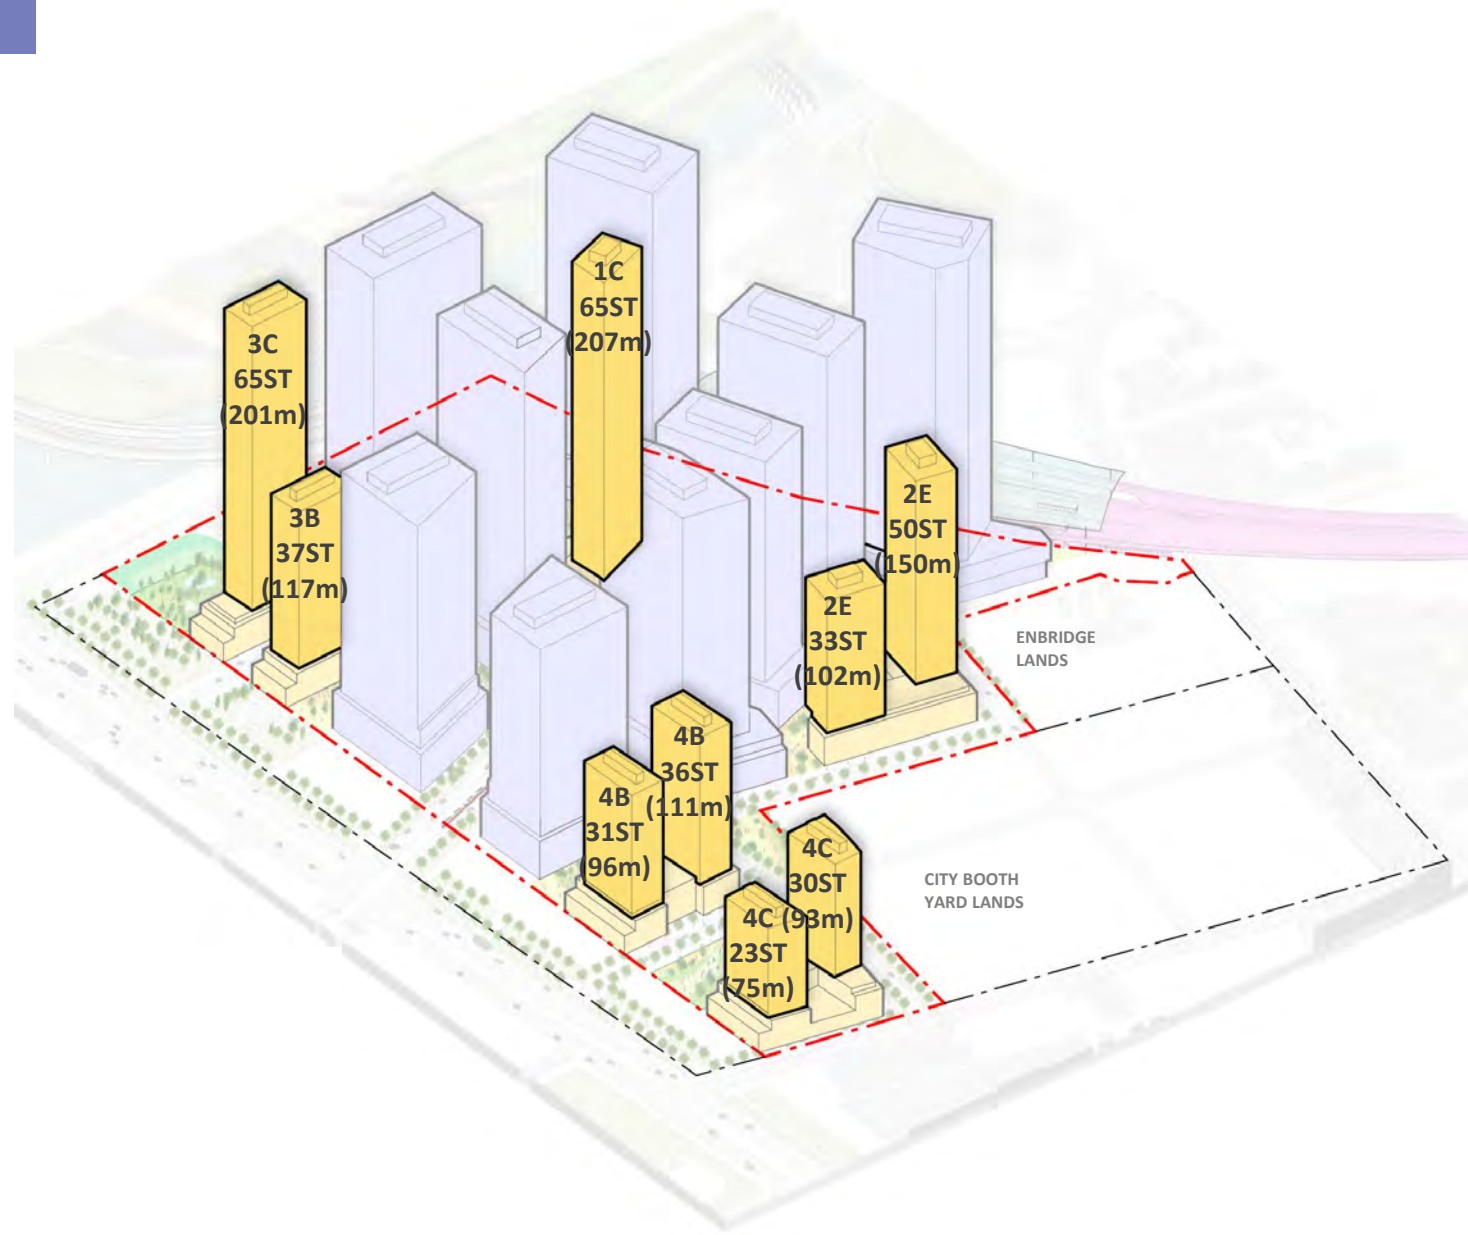 1C
65ST
(207m)
3C
65ST
(201m)
3B
37ST
(117m)
2E
50ST
(150m)
2E
33ST
(102m)
ENBRIDGE
LANDS
4B
36ST
(111m)
4B
31ST
(96m)
4C
30ST
(93m)
4C
23ST
(75m)
CITY BOOTH
YARD LANDS